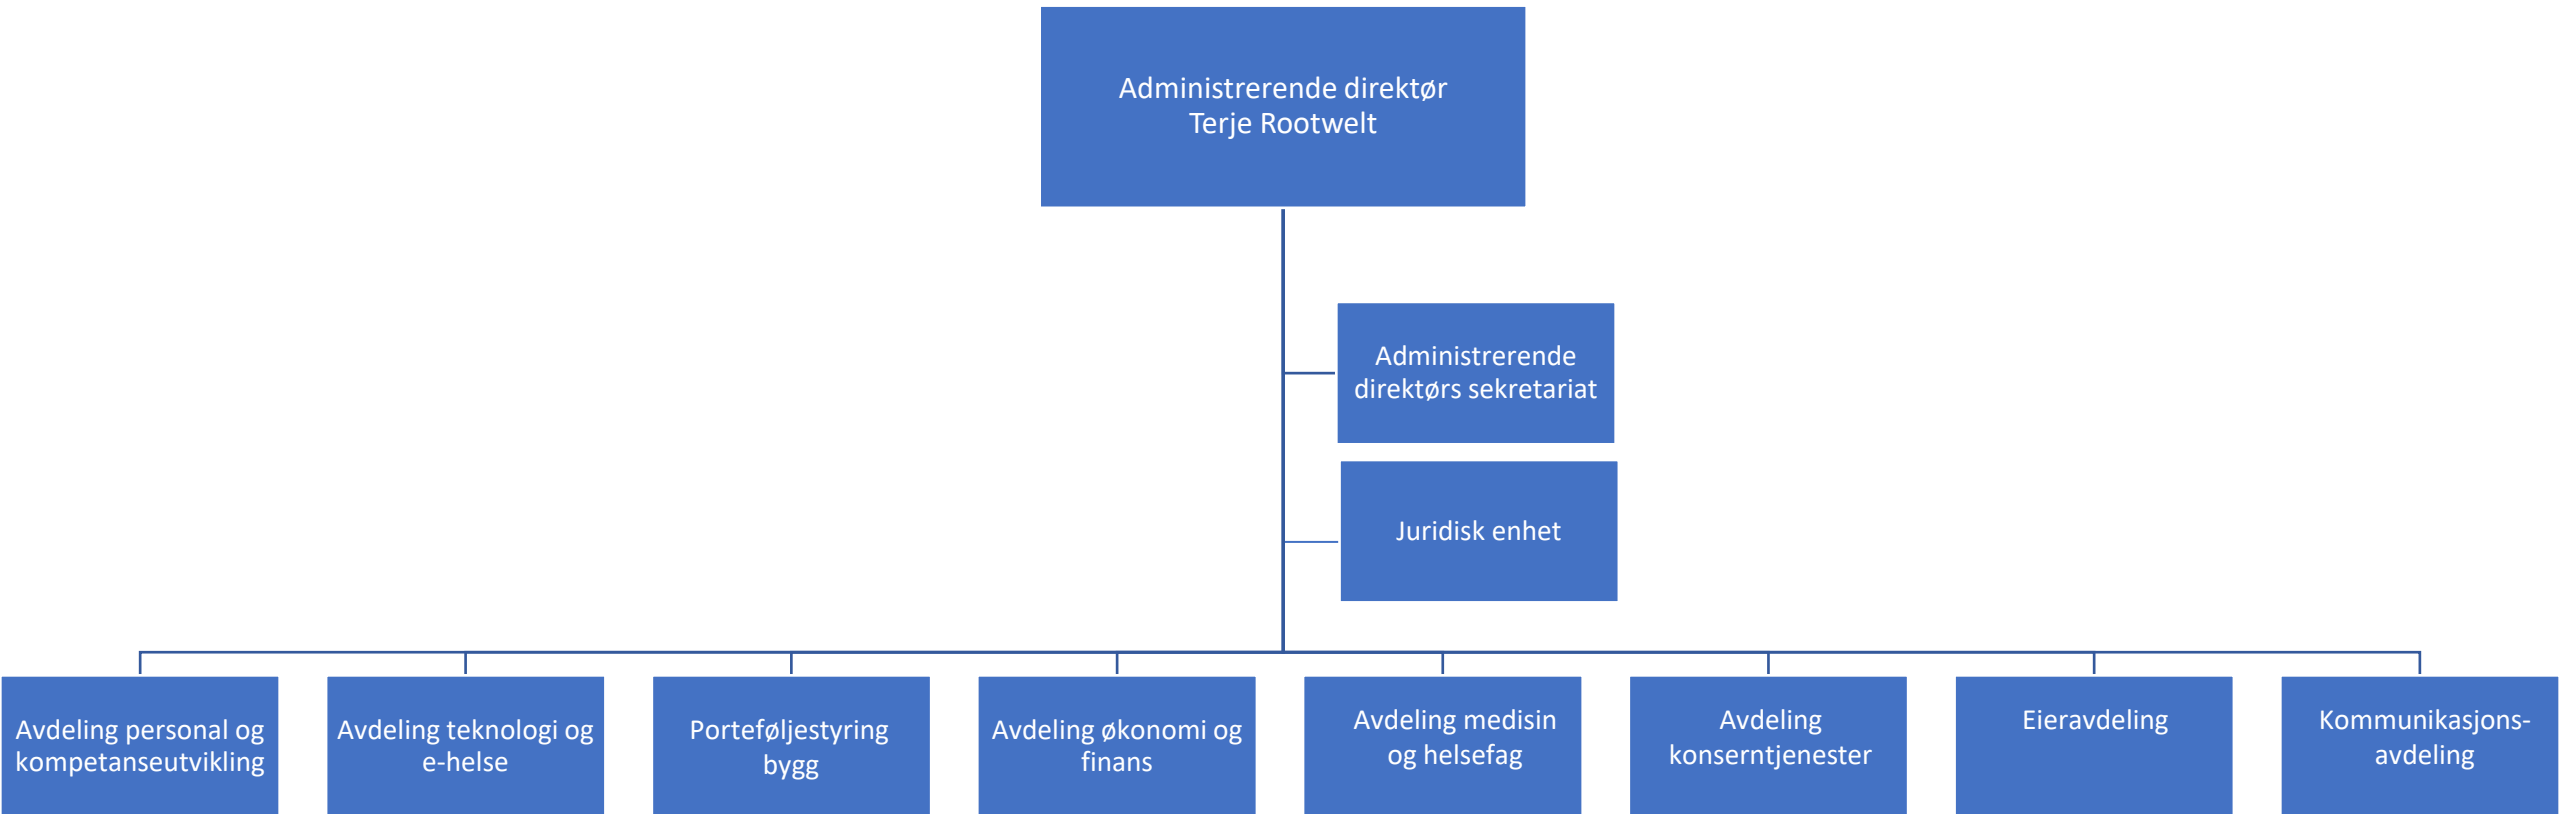 Administrerende direktør
Terje Rootwelt
Administrerende
direktørs sekretariat
Juridisk enhet
Avdeling personal og
kompetanseutvikling
Avdeling teknologi og
e-helse
Porteføljestyring
bygg
Avdeling økonomi og
finans
Avdeling medisin
og helsefag
Avdeling
konserntjenester
Eieravdeling
Kommunikasjons-
avdeling